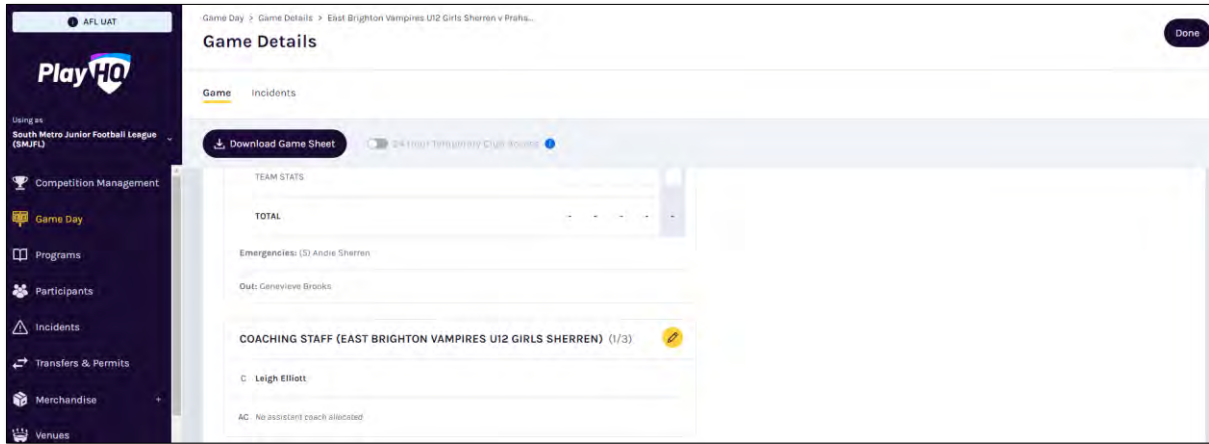 AFL UAT
PlayHQ
Using as
South Metro Junior Football League
(SMJFL)
Competition Management
Game Day
Programs
Participants
Incidents
Transfers & Permits
Merchandise +
Venues
Game Day > Game Details > East Brighton Vampires U12 Girls Sherren v Prahs...
Game Details
Done
Game Incidents
Download Game Sheet 24 Hour Temporary Club Access
TEAM STATS
TOTAL - - - - -
Emergencies: (5) Andie Sherren
Out: Genevieve Brooks
COACHING STAFF (EAST BRIGHTON VAMPIRES U12 GIRLS SHERREN) (1/3)
C Leigh Elliott
AC No assistant coach allocated